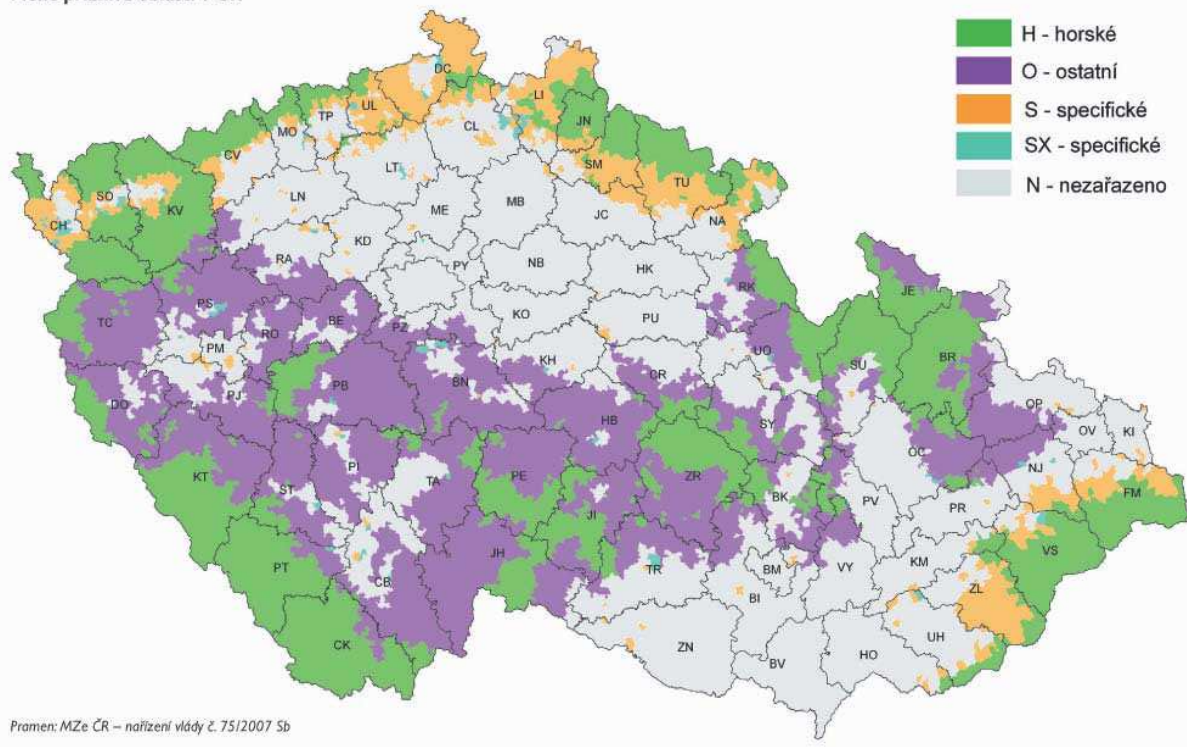 H - horské
O - ostatní
S - specifické
SX - specifické
N - nezařazeno
DC
LI
UL
TP
MO
JN
CL
CV
SM
LT
TU
SO
KV
LN
ME
MB
JC
NA
CH
KD
RA
PY
NB
HK
RK
JE
PS
TC
RO
BE
PZ
KO
PU
BR
PM
UO
SU
KH
CR
BN
PB
PJ
DO
OP
HB
SY
OV
KI
OC
NJ
PI
KT
TA
PE
ZR
ST
BK
PV
FM
PR
JI
VS
JH
PT
CB
TR
BM
VY
KM
ZL
BI
UH
CK
ZN
BV
HO
Pramen: MZe ČR – nařízení vlády č. 75/2007 Sb